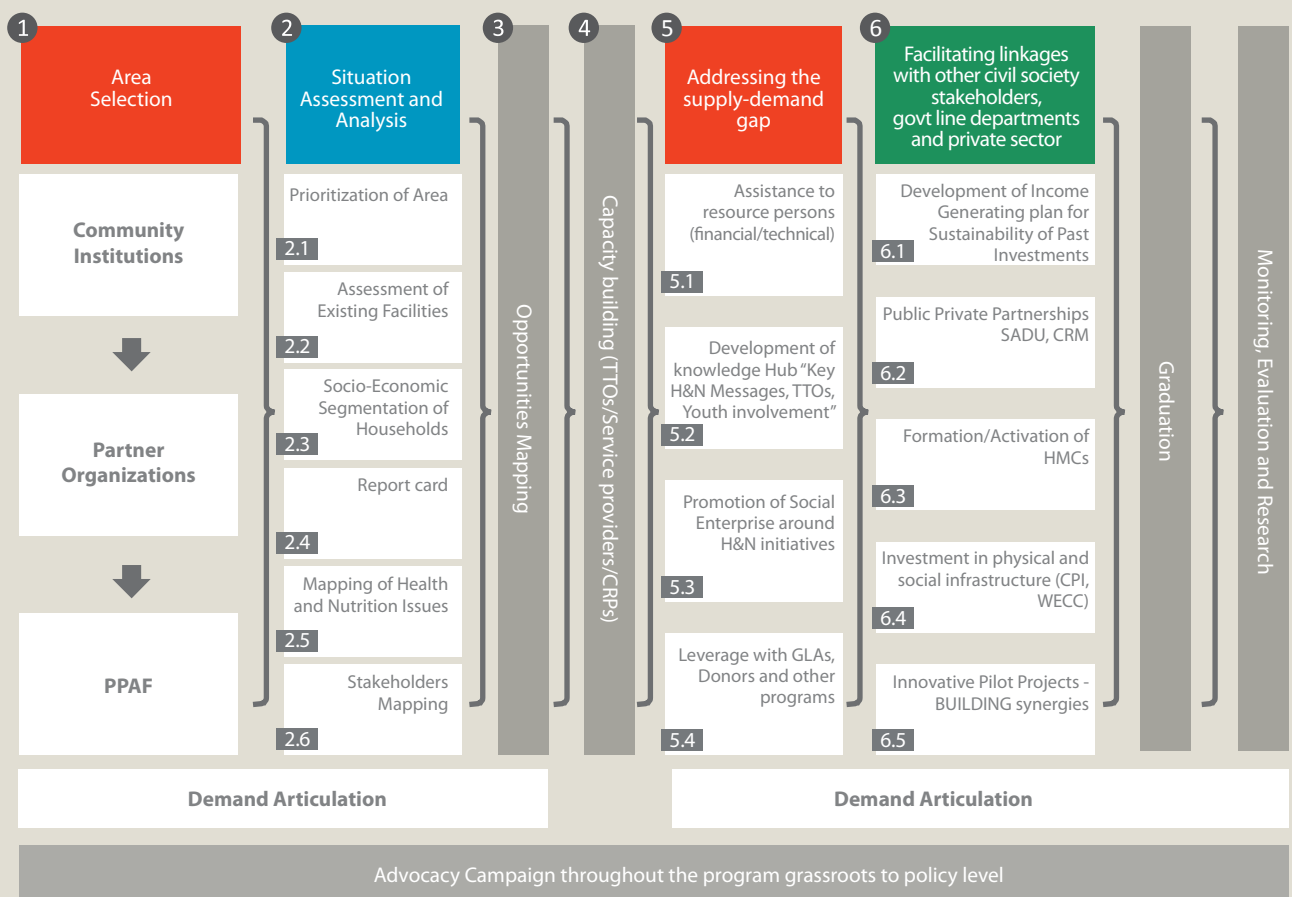 1
Area
Selection
Community
Institutions
Partner
Organizations
PPAF
2
Situation
Assessment and
Analysis
Prioritization of Area
2.1
Assessment of
Existing Facilities
2.2
Socio-Economic
Segmentation of
Households
2.3
Report card
2.4
Mapping of Health
and Nutrition Issues
2.5
Stakeholders
Mapping
2.6
3
Opportunities Mapping
4
Capacity building (TTOs/Service providers/CRPs)
5
Addressing the
supply-demand
gap
Assistance to
resource persons
(financial/technical)
5.1
Development of
knowledge Hub “Key
H&N Messages, TTOs,
Youth involvement”
5.2
Promotion of Social
Enterprise around
H&N initiatives
5.3
Leverage with GLAs,
Donors and other
programs
5.4
6
Facilitating linkages
with other civil society
stakeholders,
govt line departments
and private sector
Development of Income
Generating plan for
Sustainability of Past
Investments
6.1
Public Private Partnerships
SADU, CRM
6.2
Formation/Activation of
HMCs
6.3
Investment in physical and
social infrastructure (CPI,
WECC)
6.4
Innovative Pilot Projects -
BUILDING synergies
6.5
Graduation
Monitoring, Evaluation and Research
Demand Articulation
Demand Articulation
Advocacy Campaign throughout the program grassroots to policy level